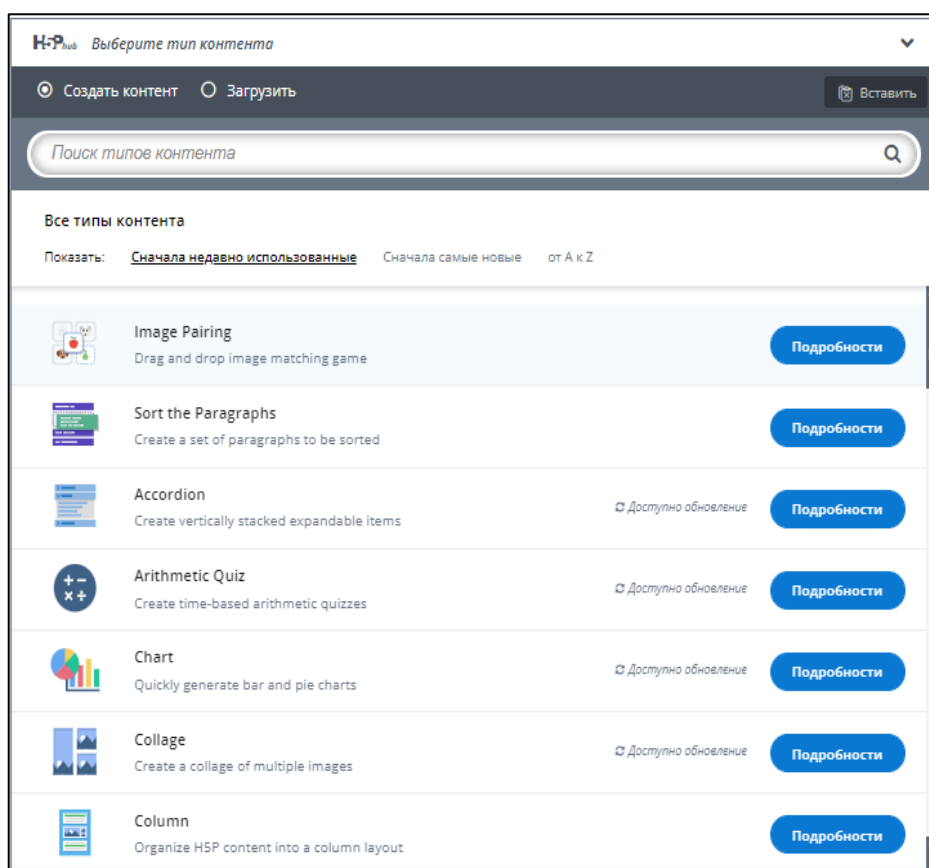 H5Phub Выберите тип контента
Создать контент Загрузить Вставить
Поиск типов контента
Все типы контента
Показать: Сначала недавно использованные Сначала самые новые от A к Z
Image Pairing
Drag and drop image matching game
Подробности
Sort the Paragraphs
Create a set of paragraphs to be sorted
Подробности
Accordion
Create vertically stacked expandable items
Доступно обновление Подробности
Arithmetic Quiz
Create time-based arithmetic quizzes
Доступно обновление Подробности
Chart
Quickly generate bar and pie charts
Доступно обновление Подробности
Collage
Create a collage of multiple images
Доступно обновление Подробности
Column
Organize H5P content into a column layout
Подробности